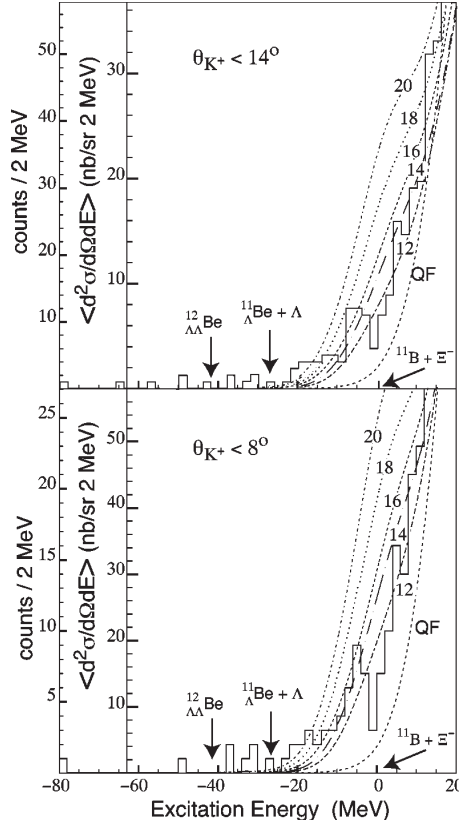 θK+ < 14°
counts / 2 MeV
<d²σ/dΩdE> (nb/sr 2 MeV)
50
40
30
20
10
30
20
8
20
18
16
14
12
QF
12ΛΛBe
11ΛBe + Λ
11B + Ξ−
θK+ < 8°
counts / 2 MeV
<d²σ/dΩdE> (nb/sr 2 MeV)
25
20
15
10
5
50
40
30
20
10
20
18
16
14
12
QF
12ΛΛBe
11ΛBe + Λ
11B + Ξ−
-80 -60 -40 -20 0 20
Excitation Energy (MeV)